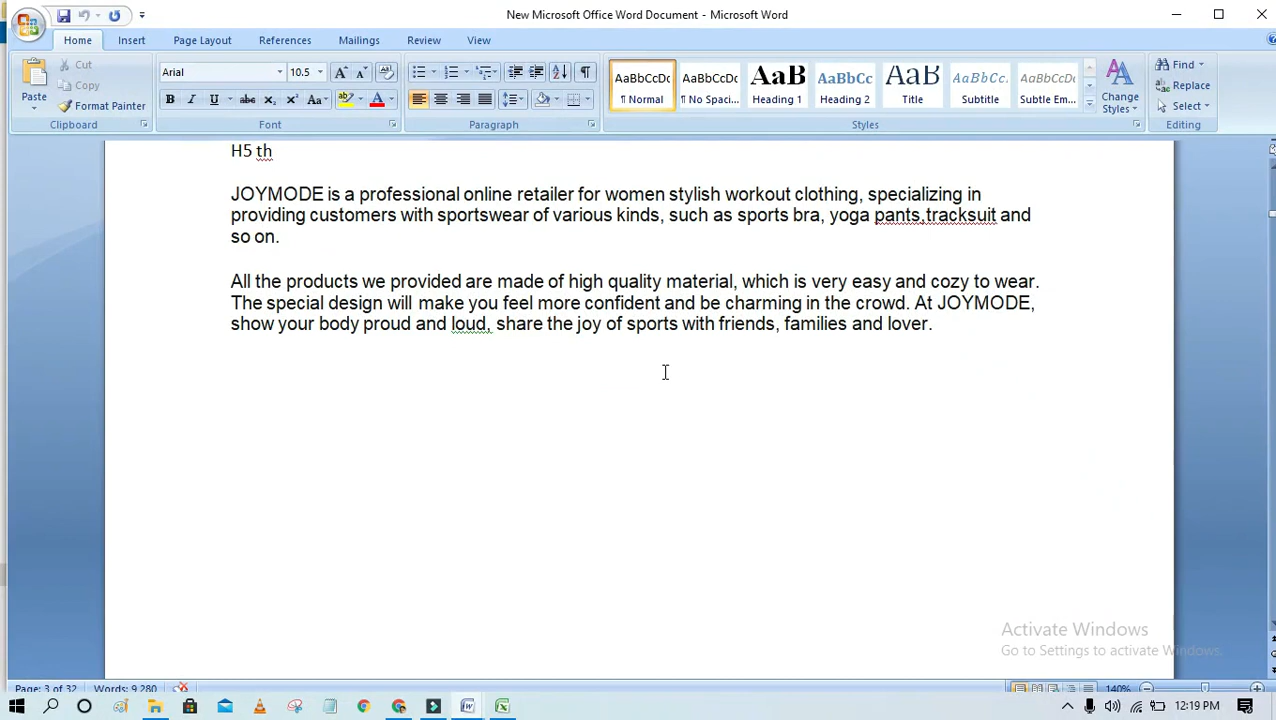 New Microsoft Office Word Document - Microsoft Word
Home Insert Page Layout References Mailings Review View
Paste
Cut
Copy
Format Painter
Clipboard
Arial 10.5
Font
Paragraph
AaBbCcDc AaBbCcDc AaB AaBbCc AaB AaBbCc. AaBbCcDc
¶ Normal ¶ No Spaci... Heading 1 Heading 2 Title Subtitle Subtle Em...
Change
Styles
Styles
Find
Replace
Select
Editing
H5 th
JOYMODE is a professional online retailer for women stylish workout clothing, specializing in
providing customers with sportswear of various kinds, such as sports bra, yoga pants,tracksuit and
so on.
All the products we provided are made of high quality material, which is very easy and cozy to wear.
The special design will make you feel more confident and be charming in the crowd. At JOYMODE,
show your body proud and loud, share the joy of sports with friends, families and lover.
Activate Windows
Go to Settings to activate Windows.
Page: 3 of 32 Words: 9,280 140%
12:19 PM